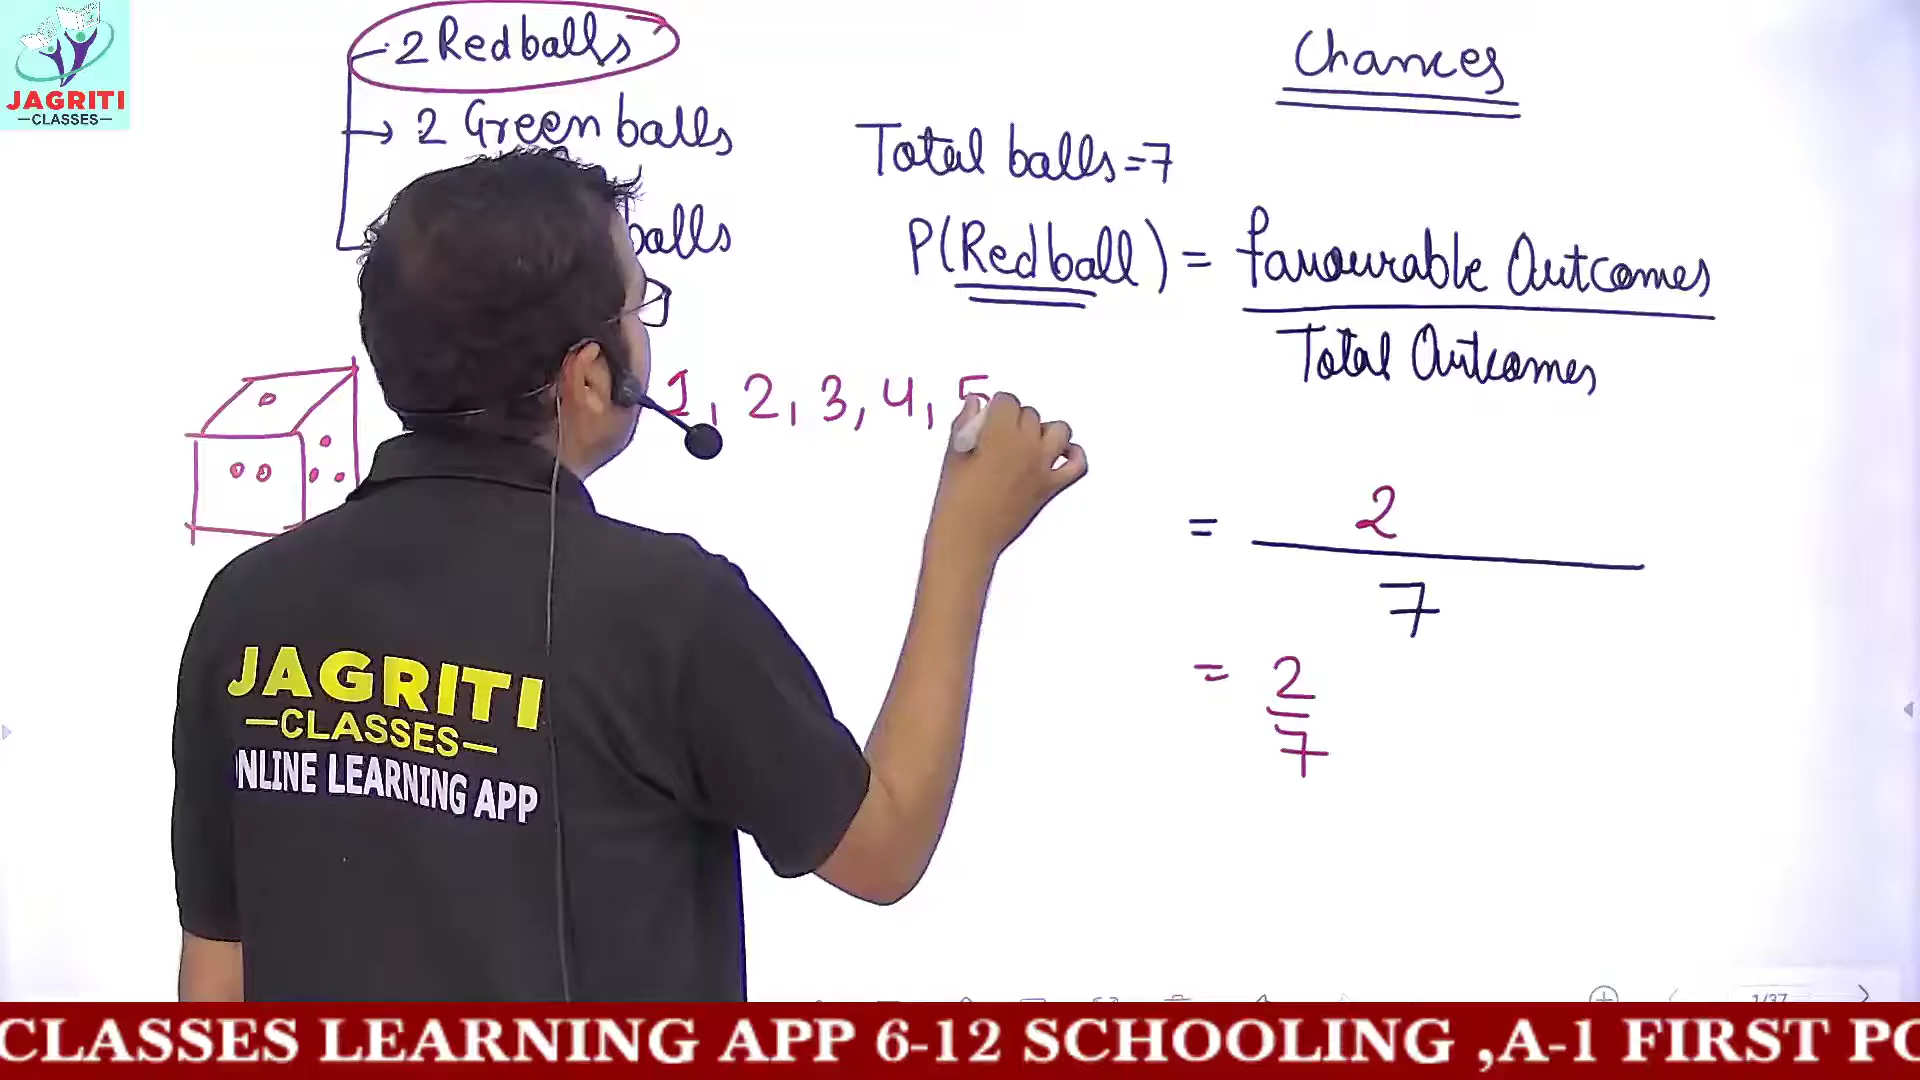 JAGRITI
—CLASSES—
2 Red balls
→ 2 Green balls
balls
Chances
Total balls = 7
P(Red ball) = favourable Outcomes
Total Outcomes
1, 2, 3, 4, 5
= 2
7
= 2
7
JAGRITI
—CLASSES—
NLINE LEARNING APP
1/37
CLASSES LEARNING APP 6-12 SCHOOLING ,A-1 FIRST PO